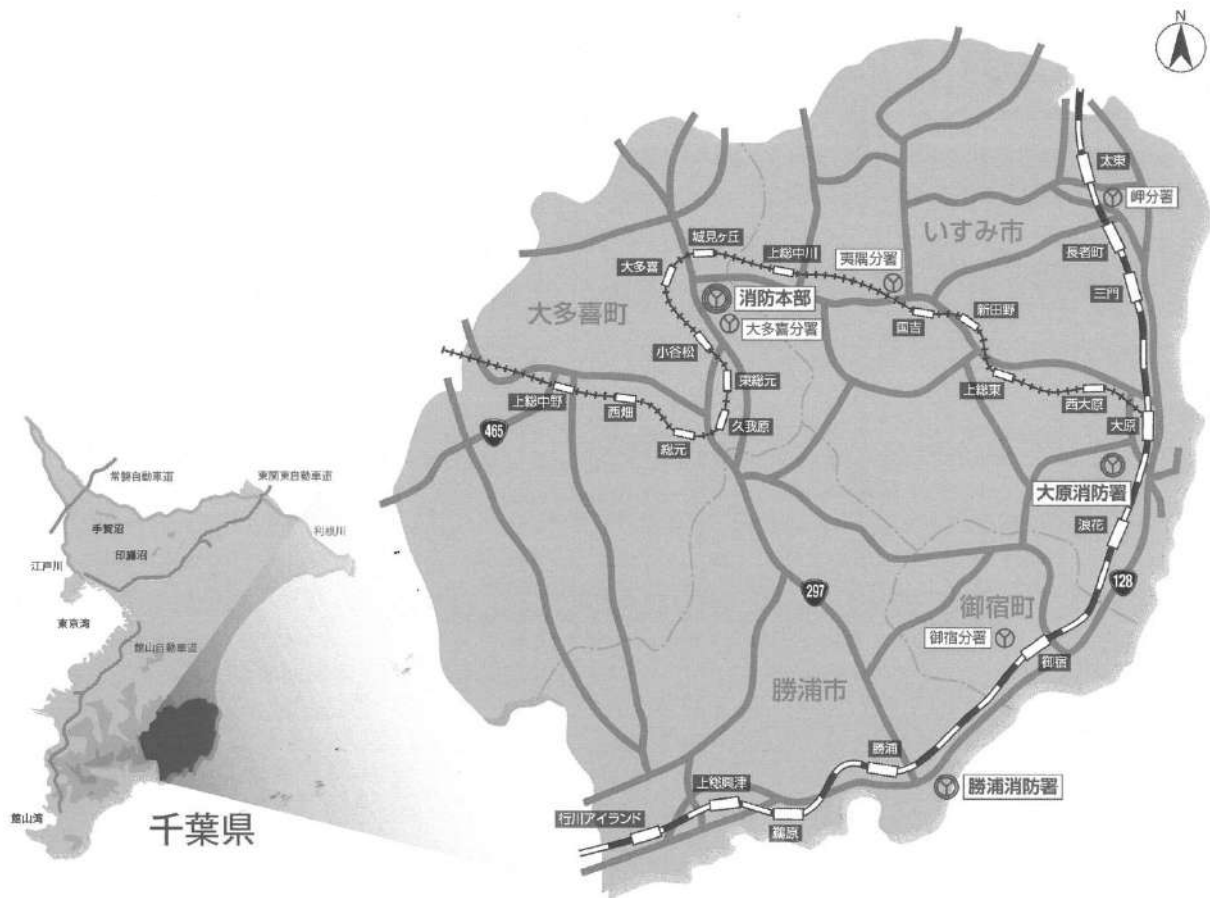 N
太東
岬分署
いすみ市
長者町
城見ヶ丘
上総中川
夷隅分署
大多喜
三門
消防本部
新田野
大多喜町
大多喜分署
国吉
小谷松
東総元
上総東
上総中野
西畑
西大原
465
久我原
大原
総元
常磐自動車道
東関東自動車道
大原消防署
手賀沼
利根川
印旛沼
浪花
江戸川
297
128
御宿町
東京湾
御宿分署
館山自動車道
御宿
勝浦市
勝浦
上総興津
勝浦消防署
行川アイランド
鵜原
館山湾
千葉県